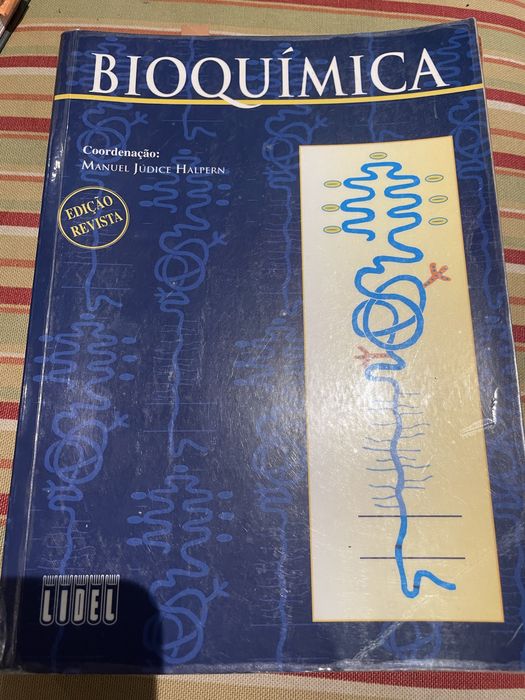 BIOQUÍMICA
Coordenação:
MANUEL JÚDICE HALPERN
EDIÇÃO
REVISTA
LIDEL